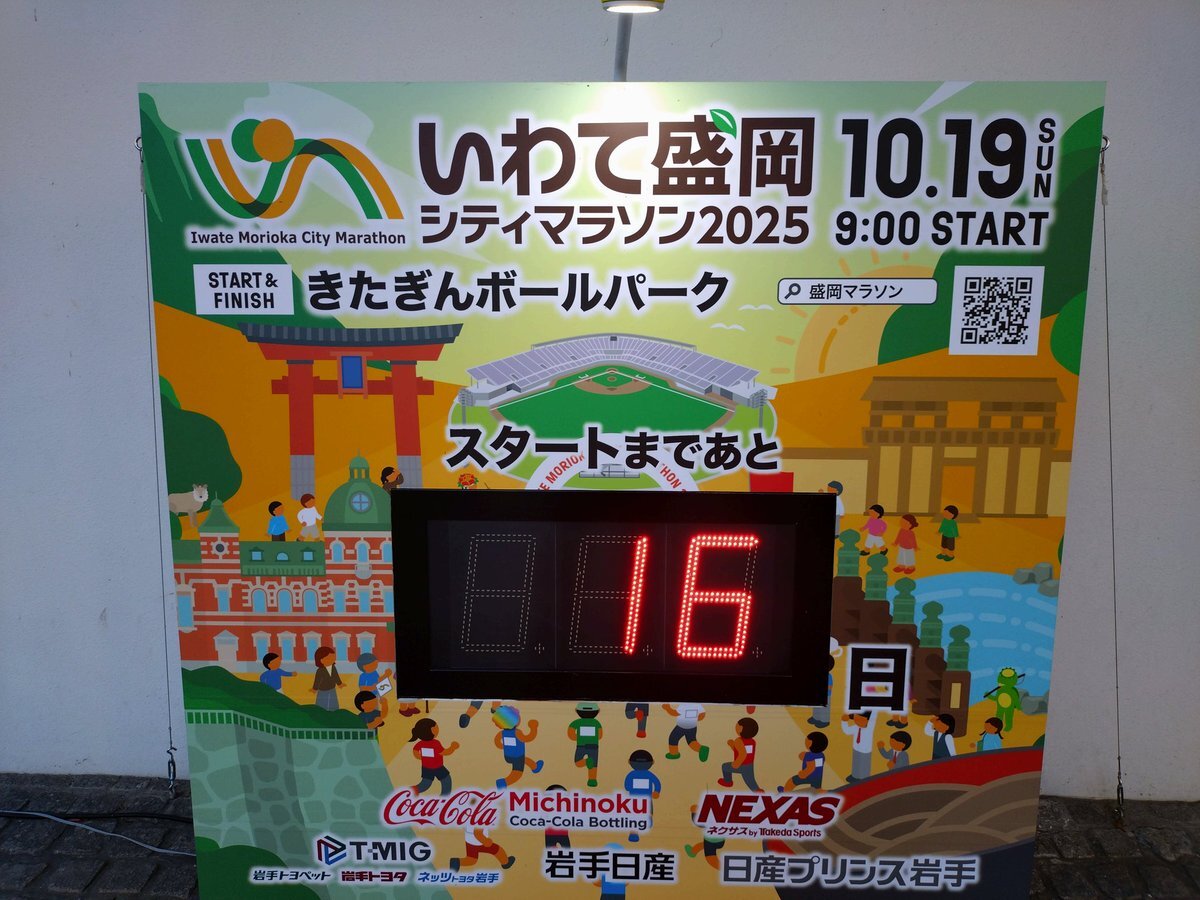 いわて盛岡
シティマラソン2025
10.19 SUN
9:00 START
Iwate Morioka City Marathon
START & FINISH
きたぎんボールパーク
盛岡マラソン
スタートまであと
16
日
Coca-Cola
Michinoku
Coca-Cola Bottling
NEXAS
ネクサス by Takeda Sports
T-MIG
岩手トヨペット 岩手トヨタ ネッツトヨタ岩手
岩手日産
日産プリンス岩手